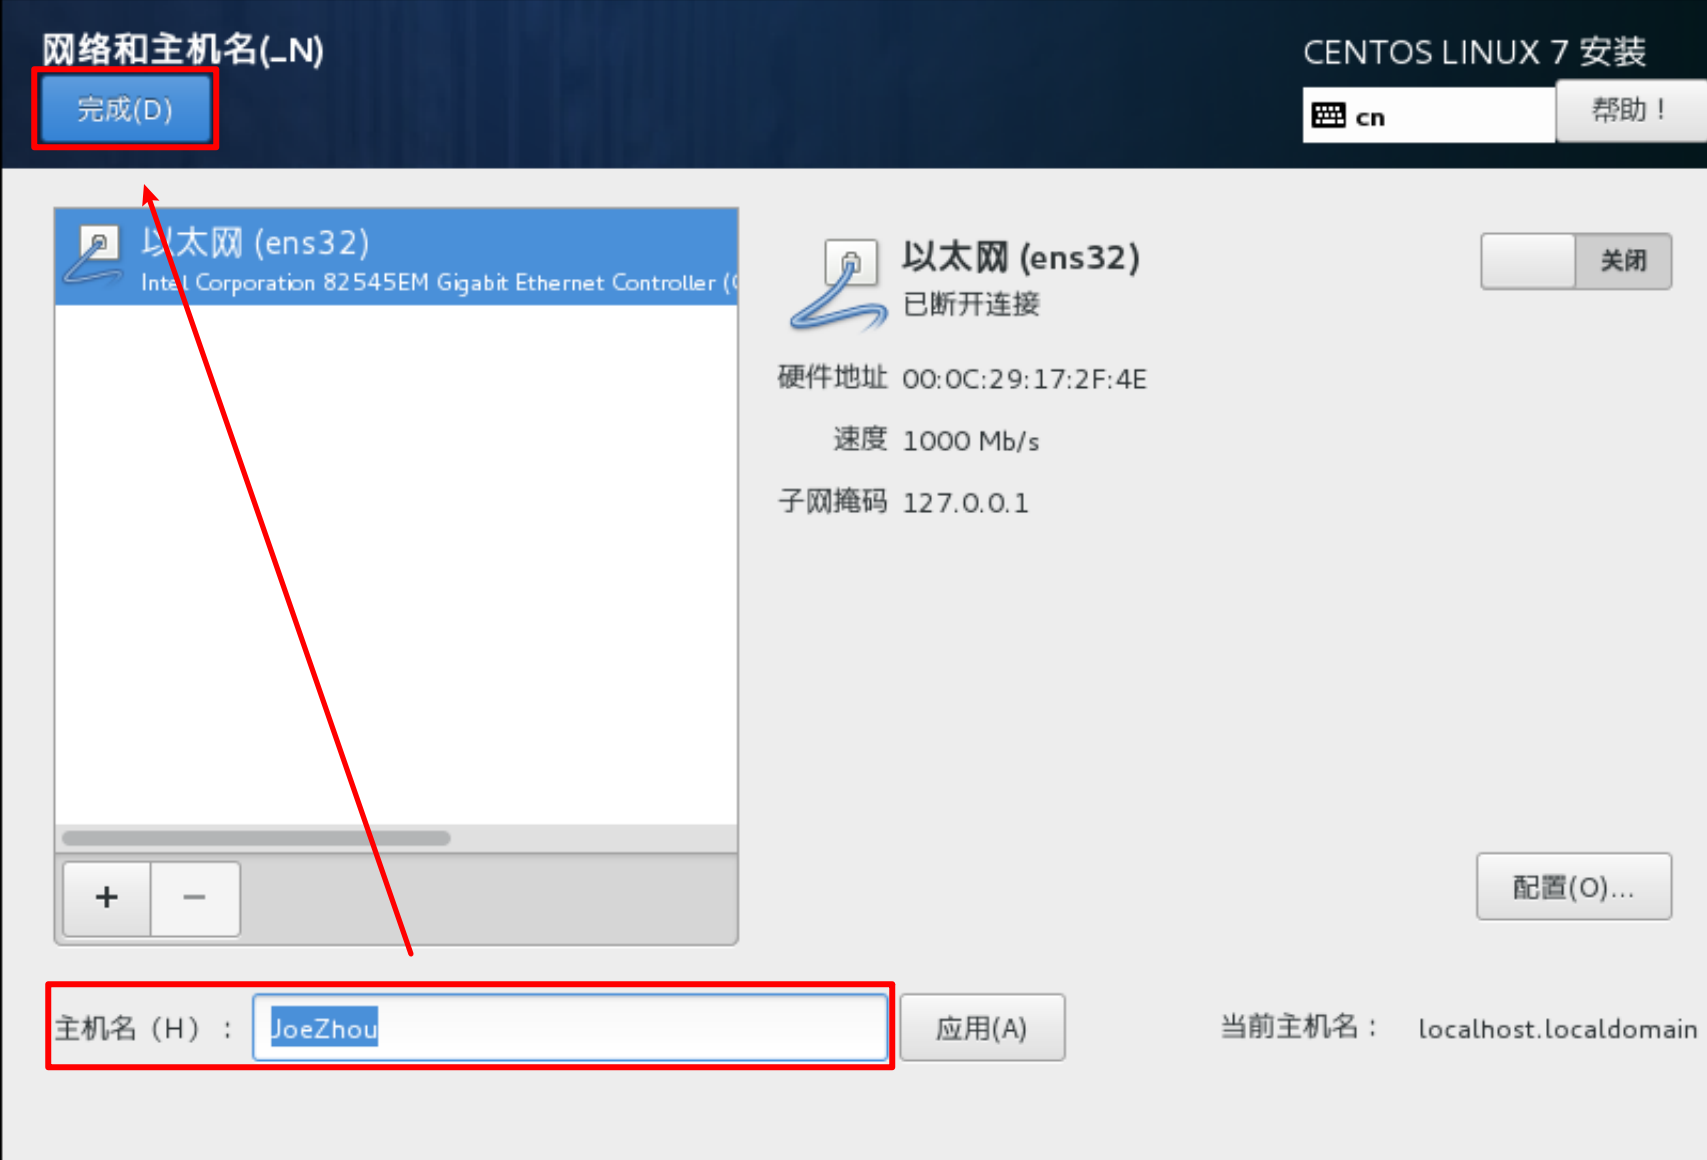 网络和主机名(_N)
CENTOS LINUX 7 安装
完成(D)
cn
帮助！
以太网 (ens32)
Intel Corporation 82545EM Gigabit Ethernet Controller (
以太网 (ens32)
已断开连接
关闭
硬件地址 00:0C:29:17:2F:4E
速度 1000 Mb/s
子网掩码 127.0.0.1
+
−
配置(O)...
主机名（H）：
JoeZhou
应用(A)
当前主机名： localhost.localdomain